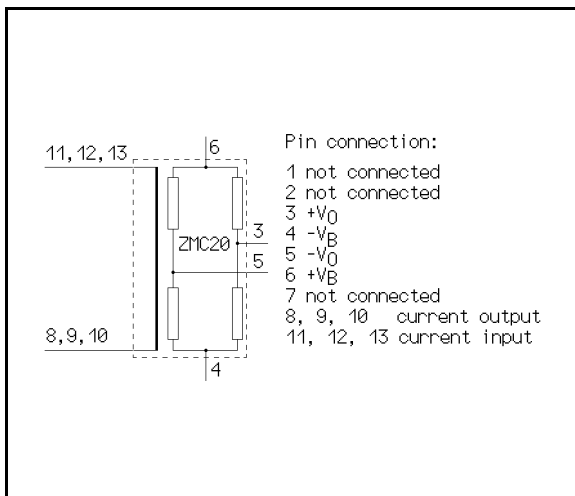 11,12,13
6
ZMC20
3
5
8,9,10
4
Pin connection:
1 not connected
2 not connected
3 +VO
4 -VB
5 -VO
6 +VB
7 not connected
8, 9, 10 current output
11, 12, 13 current input